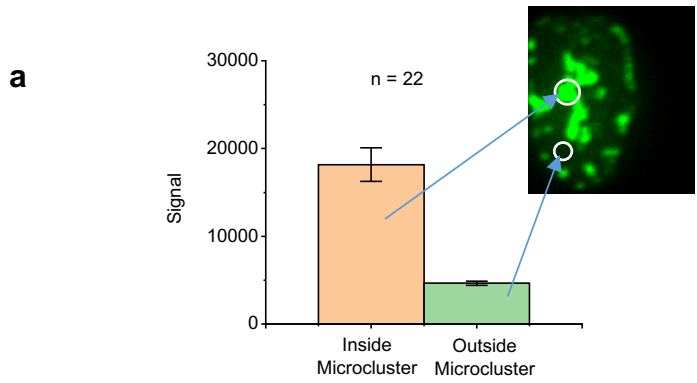 a
30000
n = 22
20000
Signal
10000
0
Inside
Microcluster
Outside
Microcluster